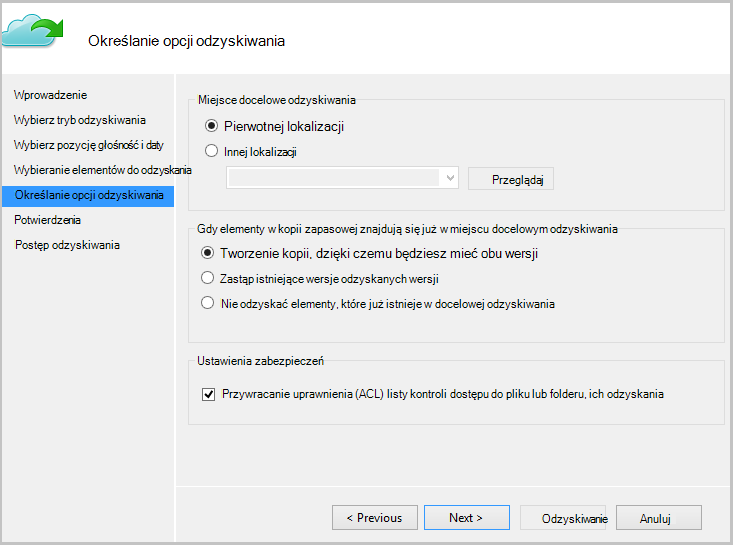 Określanie opcji odzyskiwania
Wprowadzenie
Wybierz tryb odzyskiwania
Wybierz pozycję głośność i daty
Wybieranie elementów do odzyskania
Określanie opcji odzyskiwania
Potwierdzenia
Postęp odzyskiwania
Miejsce docelowe odzyskiwania
Pierwotnej lokalizacji
Innej lokalizacji
Przeglądaj
Gdy elementy w kopii zapasowej znajdują się już w miejscu docelowym odzyskiwania
Tworzenie kopii, dzięki czemu będziesz mieć obu wersji
Zastąp istniejące wersje odzyskanych wersji
Nie odzyskać elementy, które już istnieje w docelowej odzyskiwania
Ustawienia zabezpieczeń
Przywracanie uprawnienia (ACL) listy kontroli dostępu do pliku lub folderu, ich odzyskania
< Previous
Next >
Odzyskiwanie
Anuluj